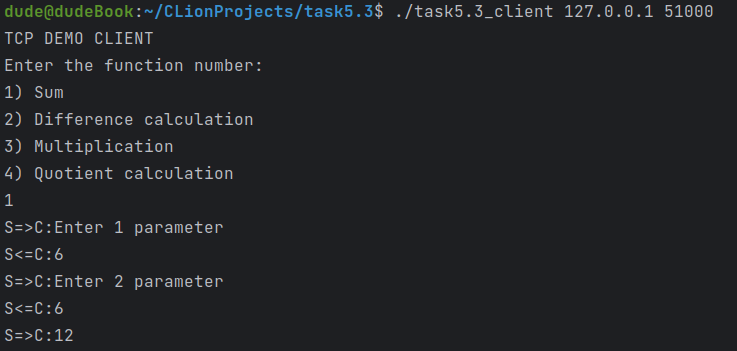 dude@dudeBook:~/CLionProjects/task5.3$ ./task5.3_client 127.0.0.1 51000
TCP DEMO CLIENT
Enter the function number:
1) Sum
2) Difference calculation
3) Multiplication
4) Quotient calculation
1
S=>C:Enter 1 parameter
S<=C:6
S=>C:Enter 2 parameter
S<=C:6
S=>C:12